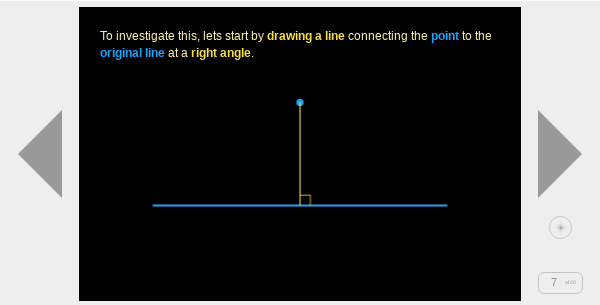 To investigate this, lets start by drawing a line connecting the point to the
original line at a right angle.
7